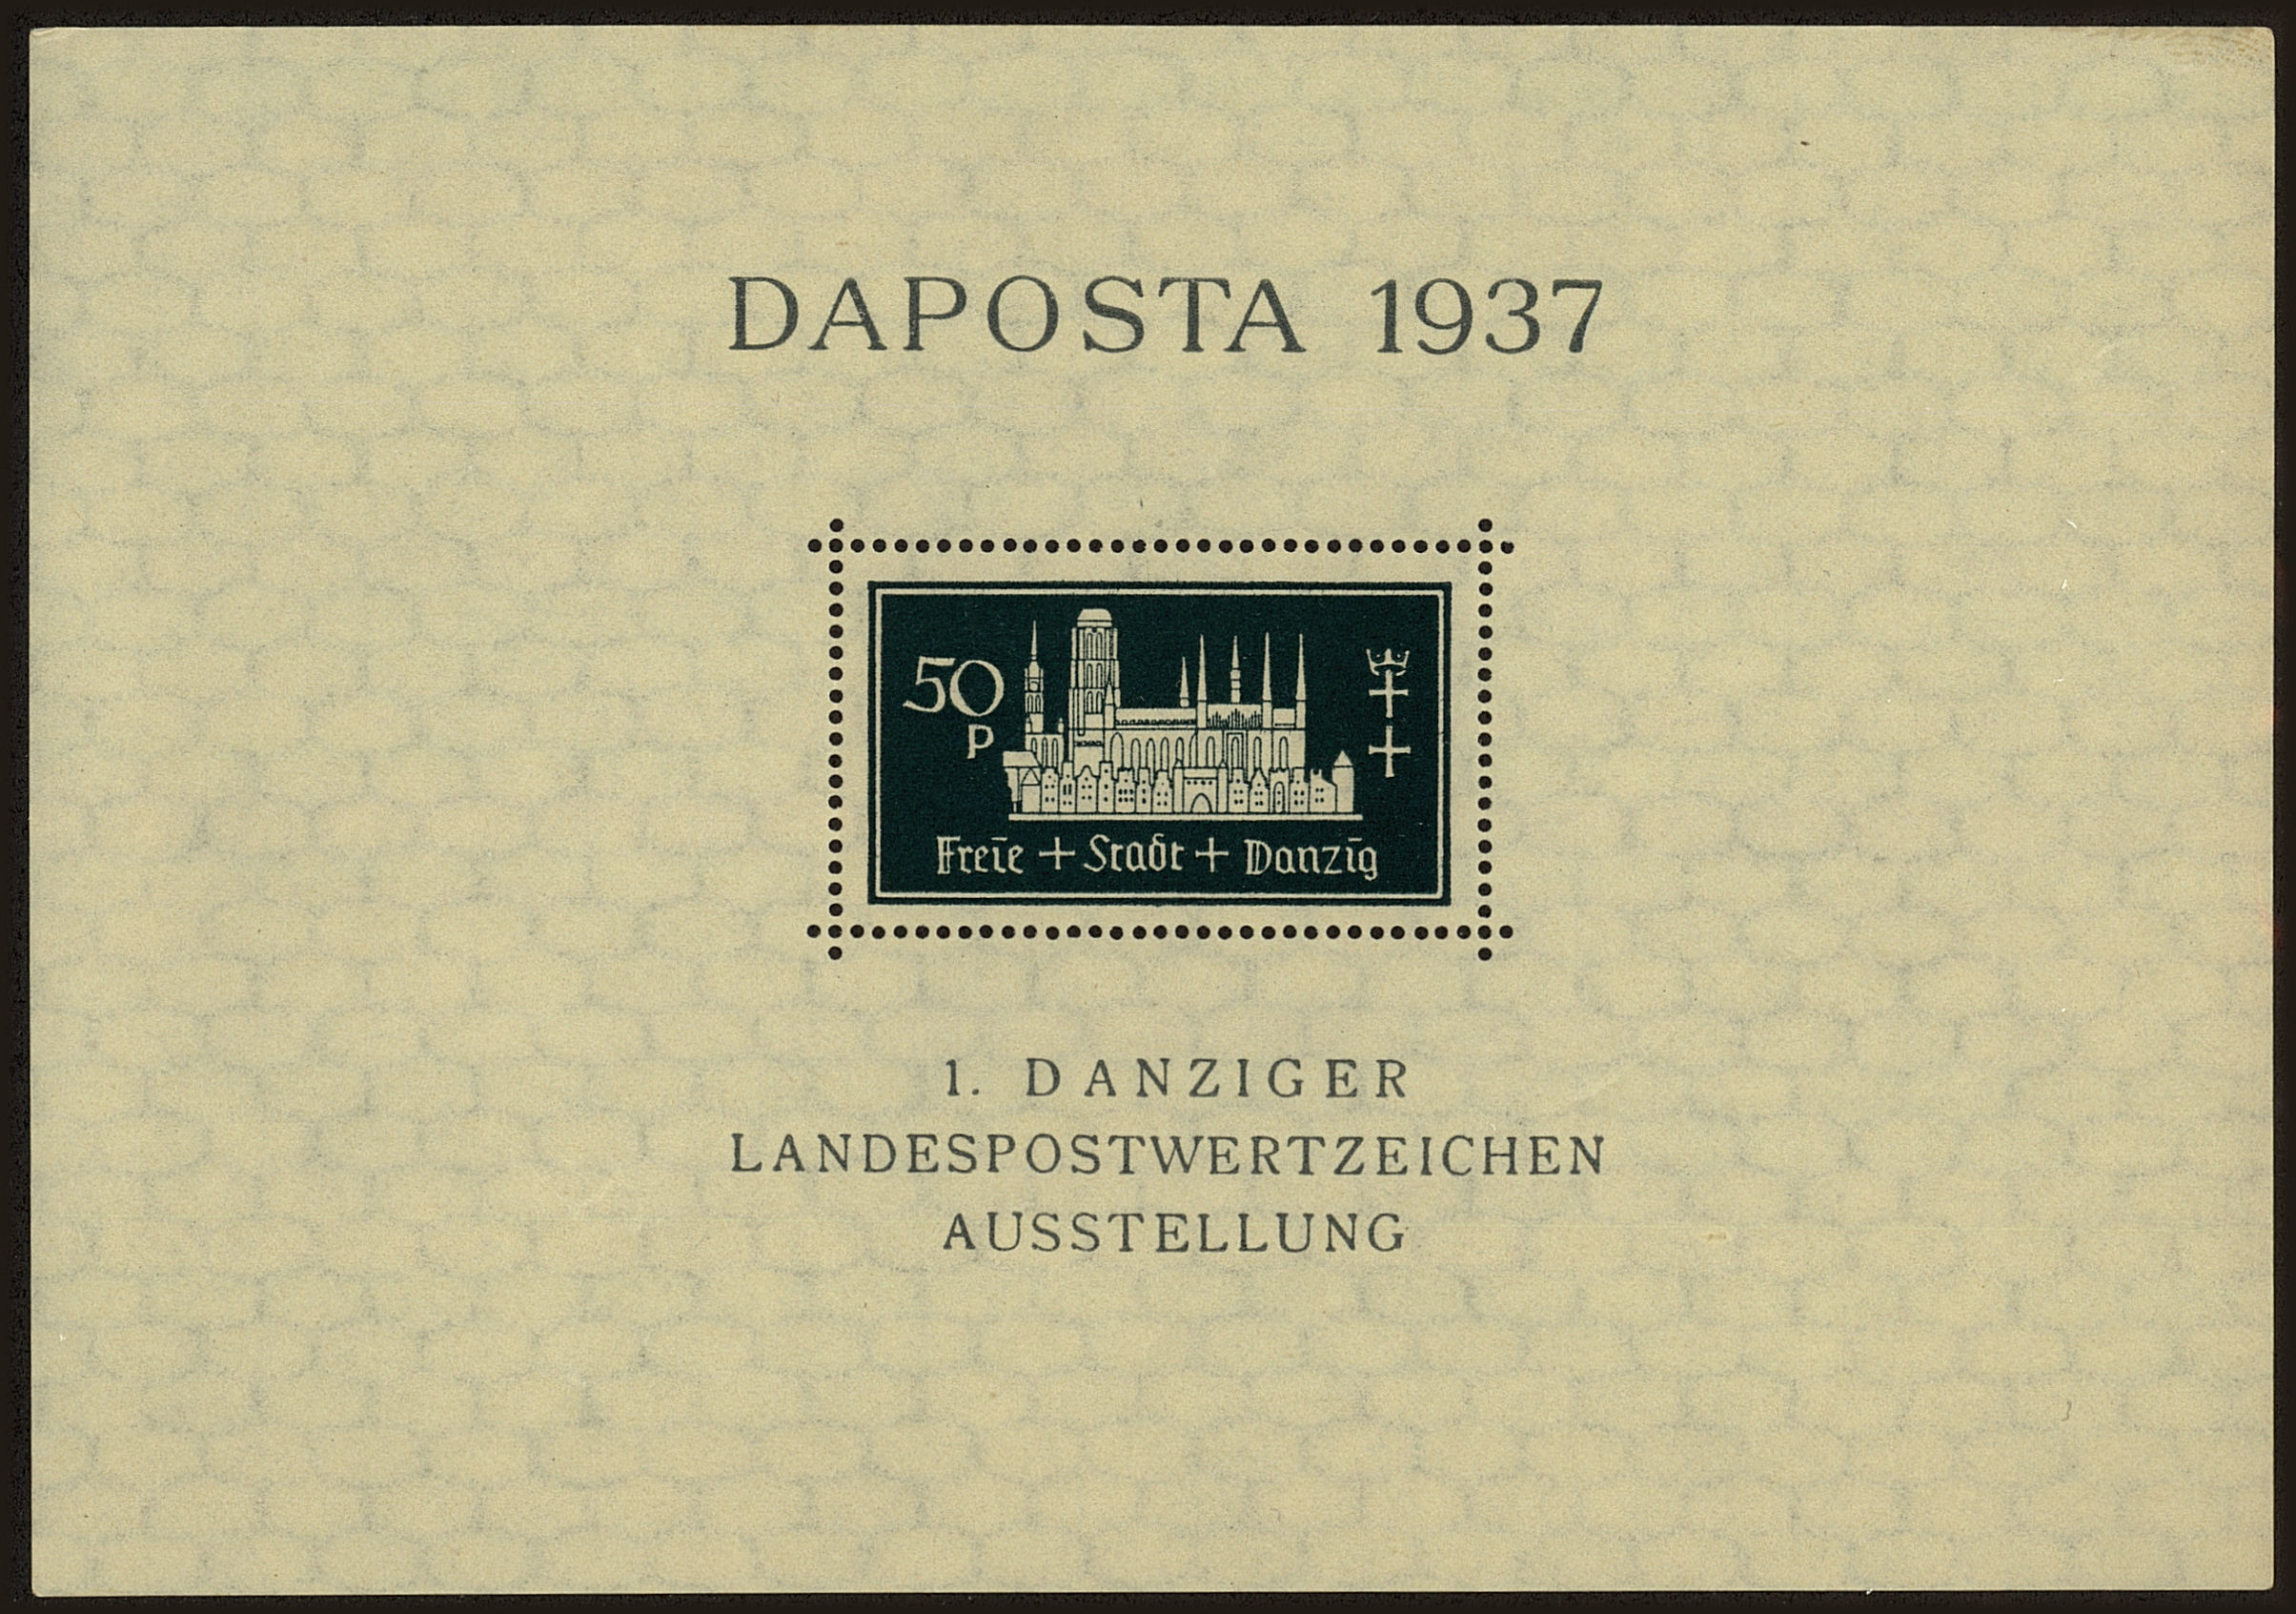 DAPOSTA 1937
50
P
Freie + Stadt + Danzig
1. DANZIGER
LANDESPOSTWERTZEICHEN
AUSSTELLUNG